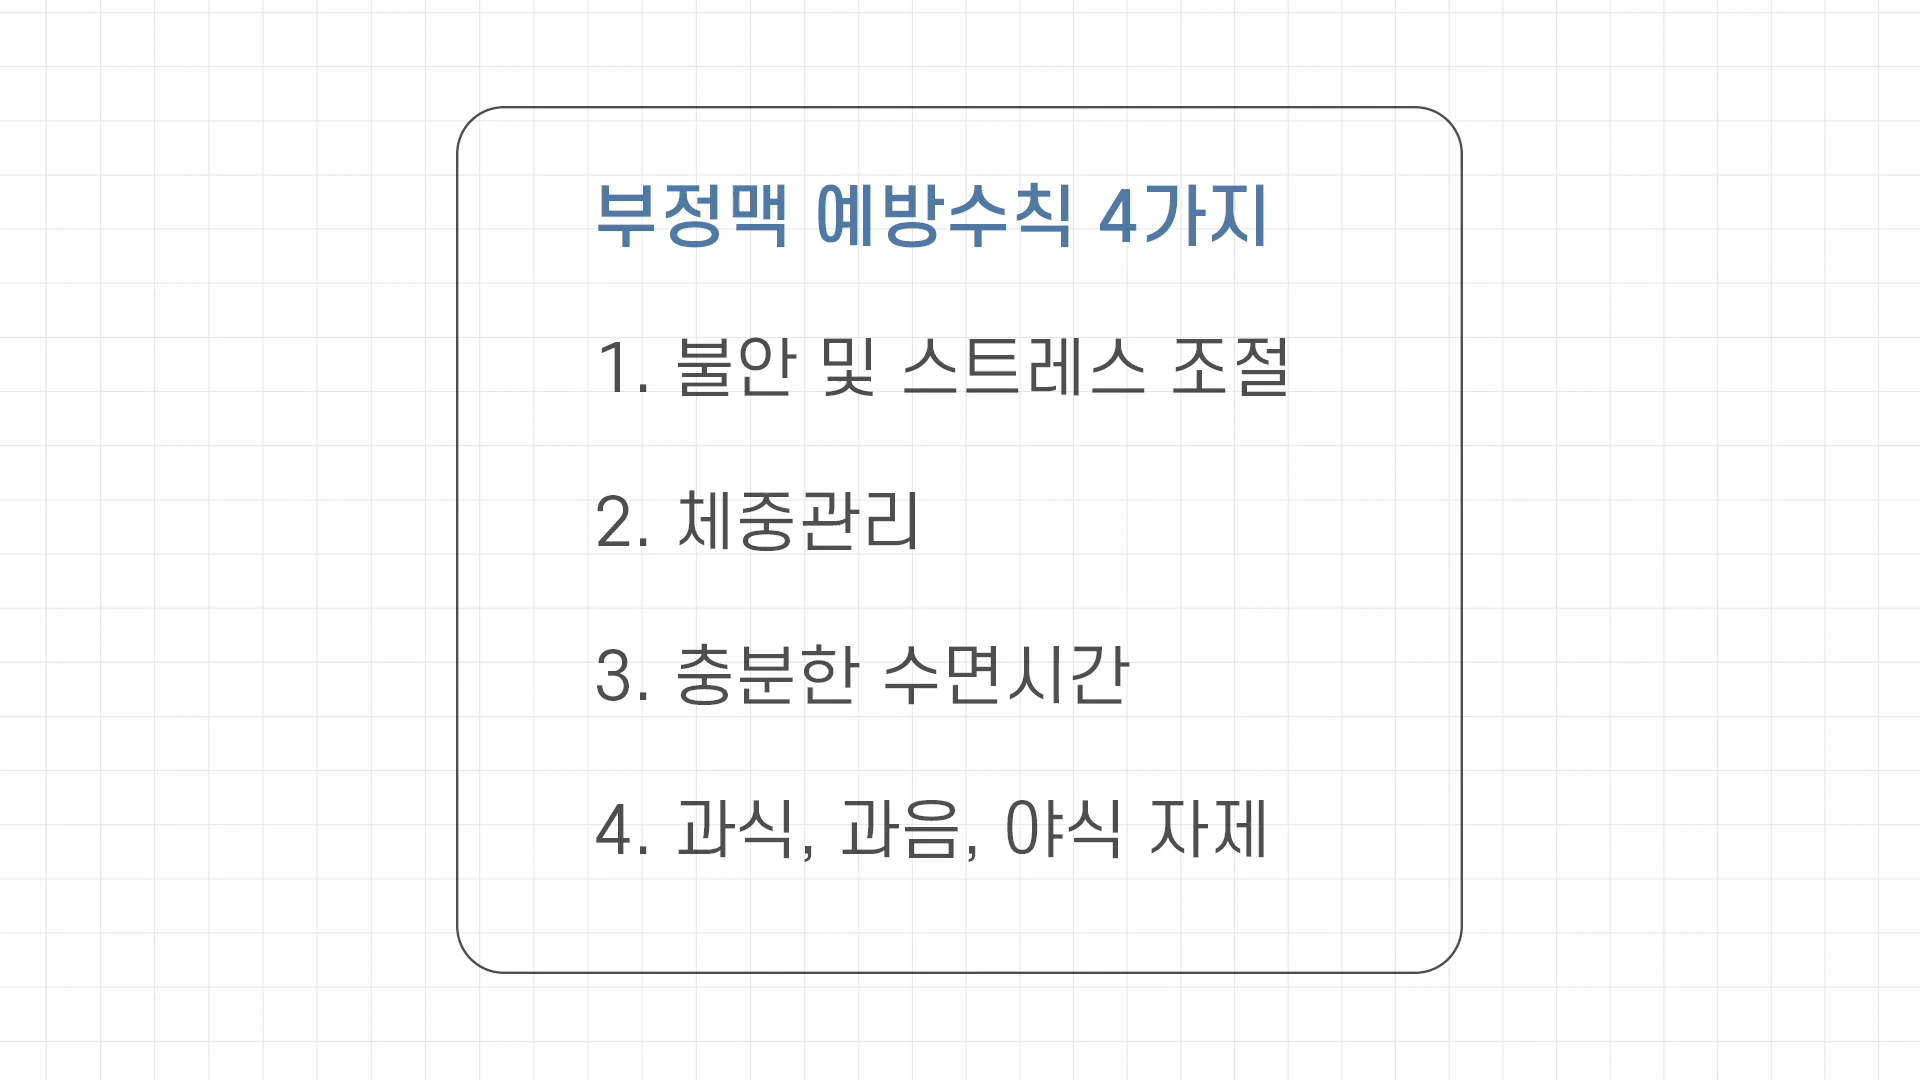 부정맥 예방수칙 4가지
1. 불안 및 스트레스 조절
2. 체중관리
3. 충분한 수면시간
4. 과식, 과음, 야식 자제